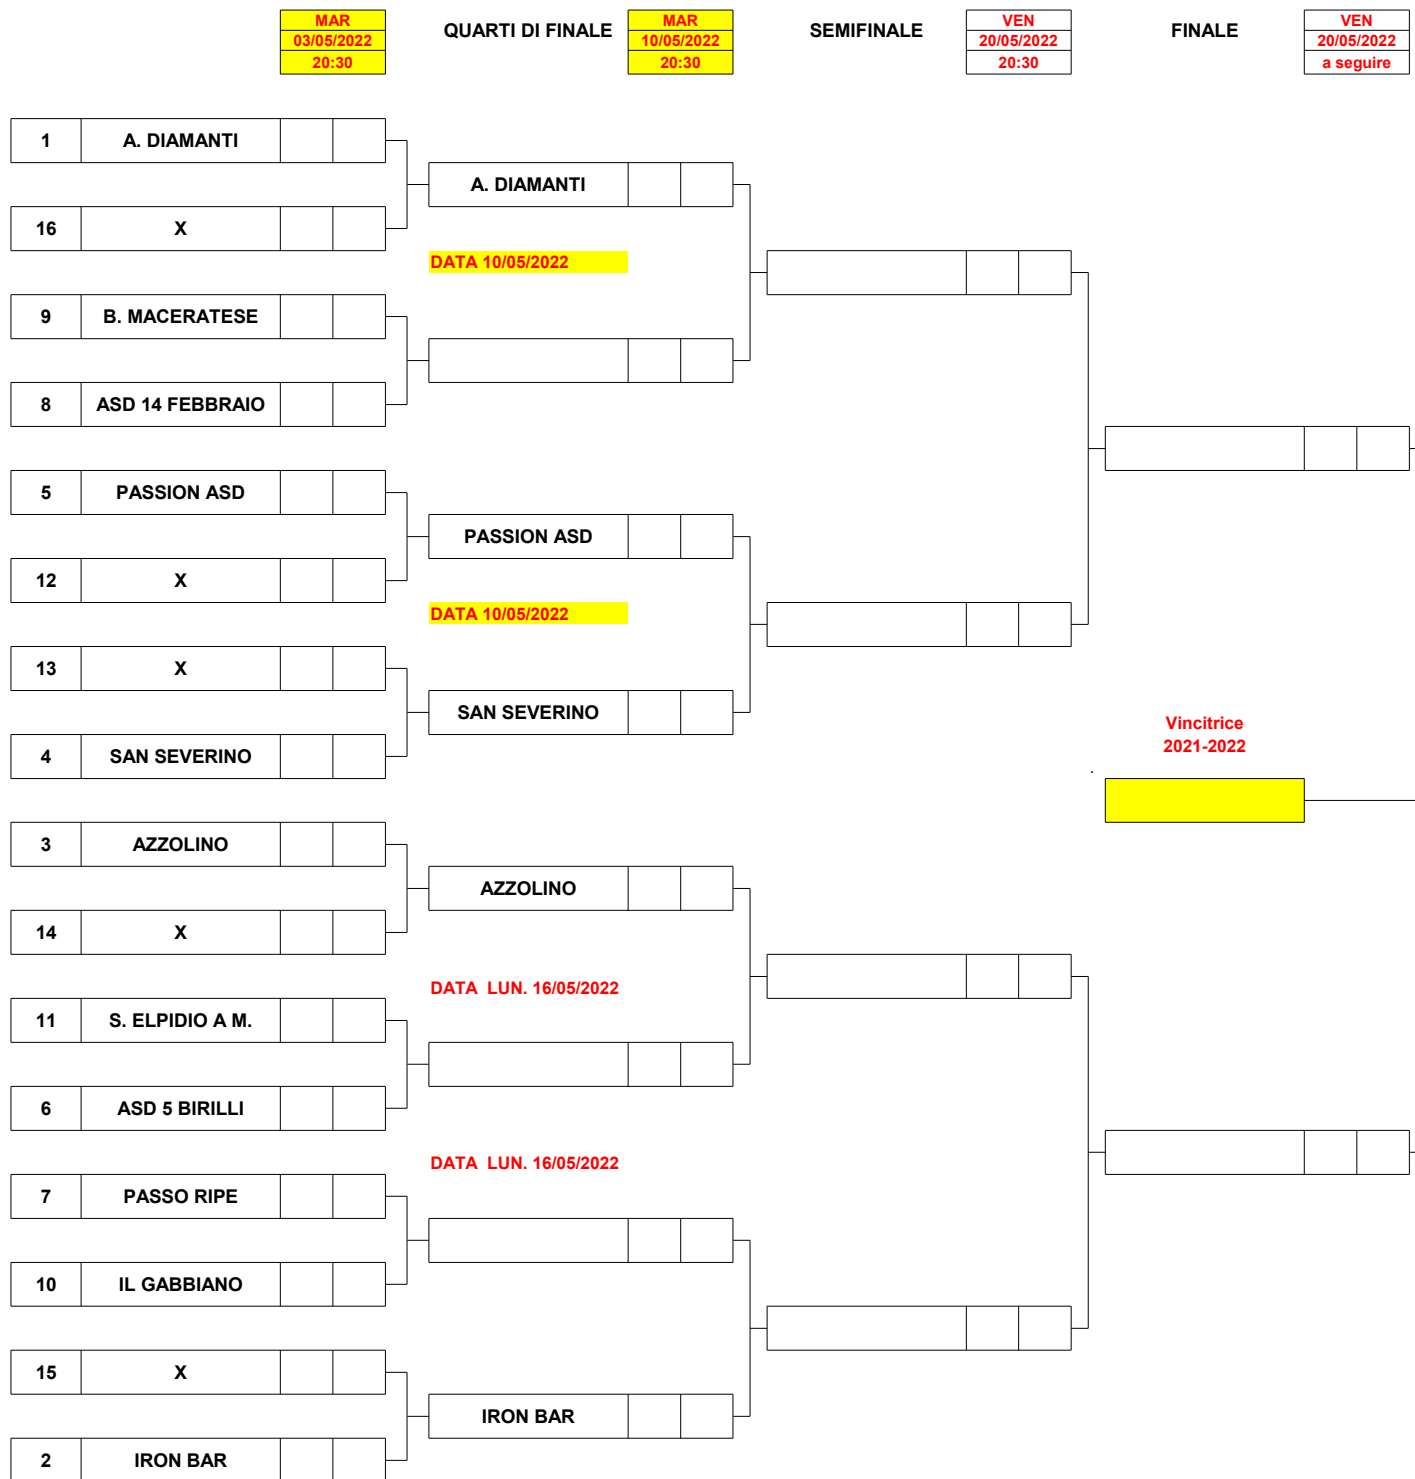 MAR
03/05/2022
20:30
QUARTI DI FINALE
MAR
10/05/2022
20:30
SEMIFINALE
VEN
20/05/2022
20:30
FINALE
VEN
20/05/2022
a seguire
1 A. DIAMANTI
A. DIAMANTI
16 X
DATA 10/05/2022
9 B. MACERATESE
8 ASD 14 FEBBRAIO
5 PASSION ASD
PASSION ASD
12 X
DATA 10/05/2022
13 X
SAN SEVERINO
4 SAN SEVERINO
Vincitrice
2021-2022
.
3 AZZOLINO
AZZOLINO
14 X
DATA  LUN. 16/05/2022
11 S. ELPIDIO A M.
6 ASD 5 BIRILLI
DATA  LUN. 16/05/2022
7 PASSO RIPE
10 IL GABBIANO
15 X
IRON BAR
2 IRON BAR